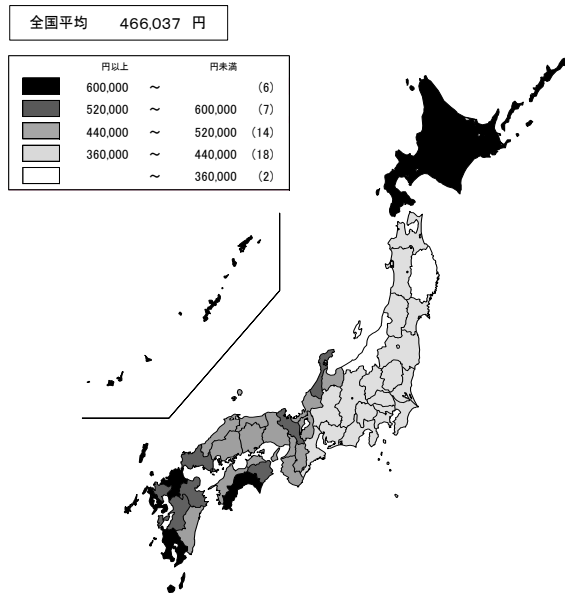 全国平均 466,037 円
円以上 円未満
600,000 ～ (6)
520,000 ～ 600,000 (7)
440,000 ～ 520,000 (14)
360,000 ～ 440,000 (18)
～ 360,000 (2)